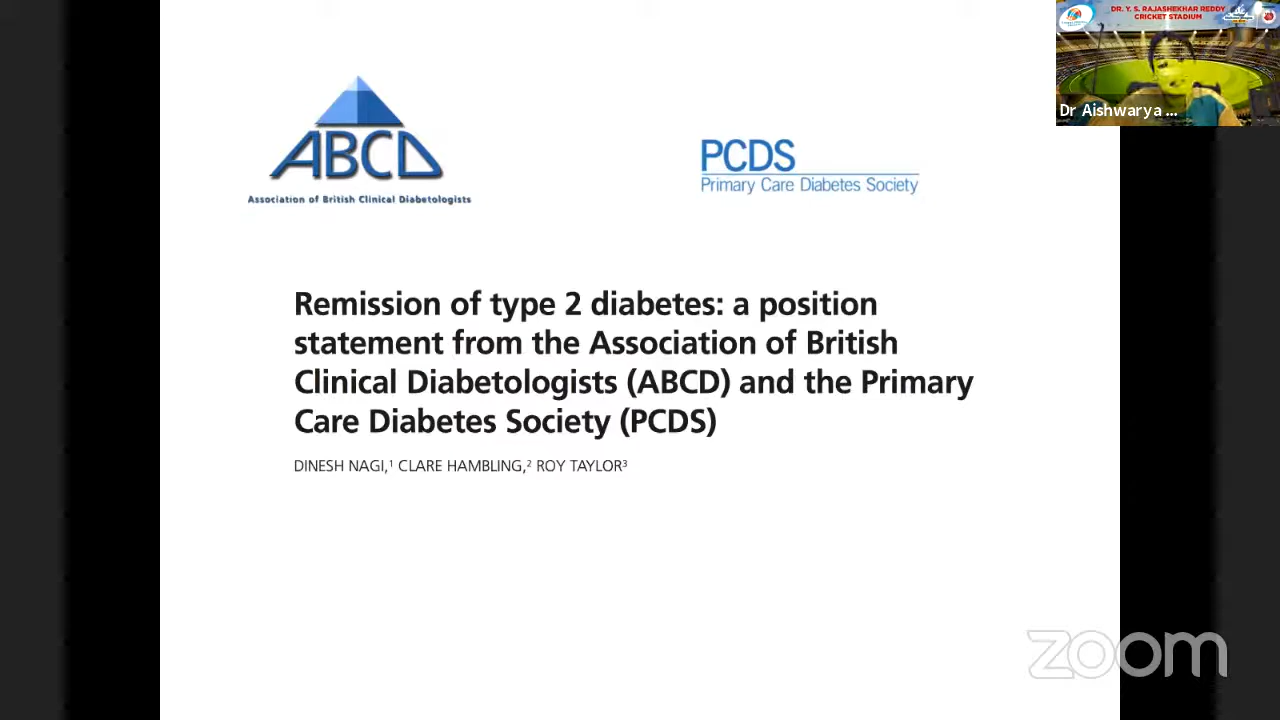 DR. Y. S. RAJASHEKHAR REDDY
CRICKET STADIUM
Dr Aishwarya ...
ABCD
Association of British Clinical Diabetologists
PCDS
Primary Care Diabetes Society
Remission of type 2 diabetes: a position
statement from the Association of British
Clinical Diabetologists (ABCD) and the Primary
Care Diabetes Society (PCDS)
DINESH NAGI,¹ CLARE HAMBLING,² ROY TAYLOR³
zoom